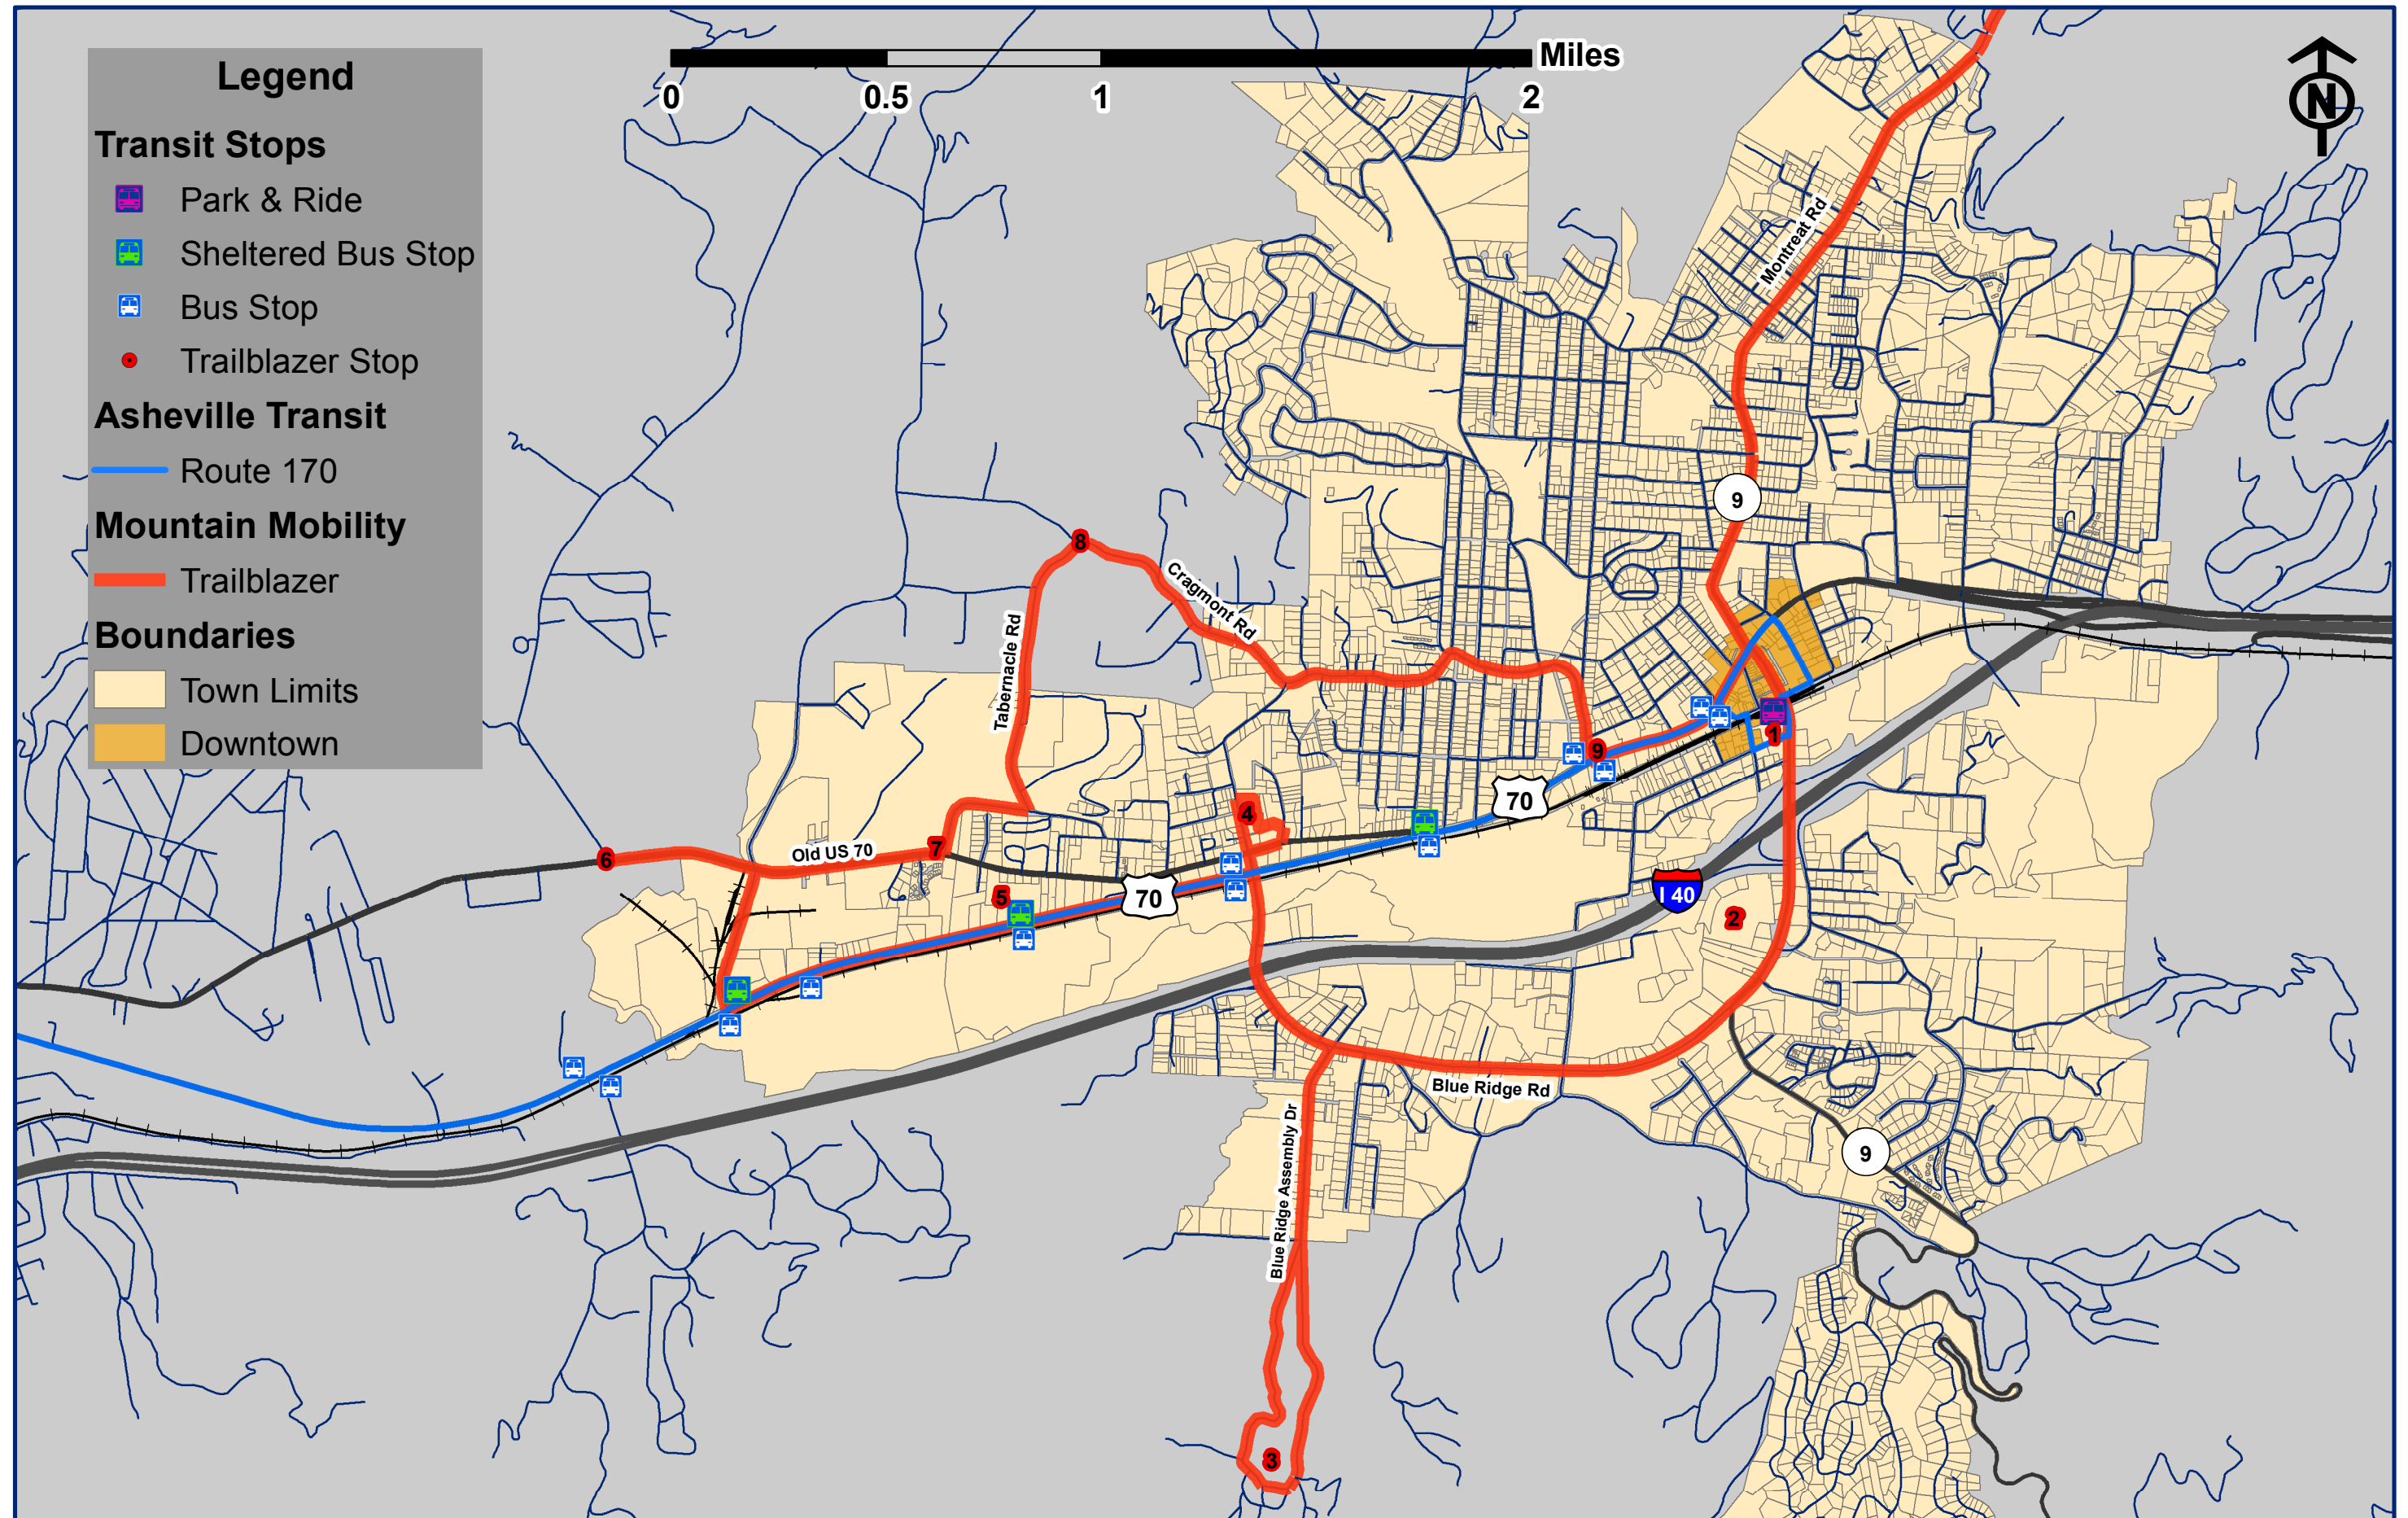 Legend
Transit Stops
Park & Ride
Sheltered Bus Stop
Bus Stop
Trailblazer Stop
Asheville Transit
Route 170
Mountain Mobility
Trailblazer
Boundaries
Town Limits
Downtown
Miles
0 0.5 1 2
N
Montreat Rd
9
8
Cragmont Rd
Tabernacle Rd
9
1
70
4
6
Old US 70
7
5
70
I 40
2
Blue Ridge Rd
Blue Ridge Assembly Dr
9
3